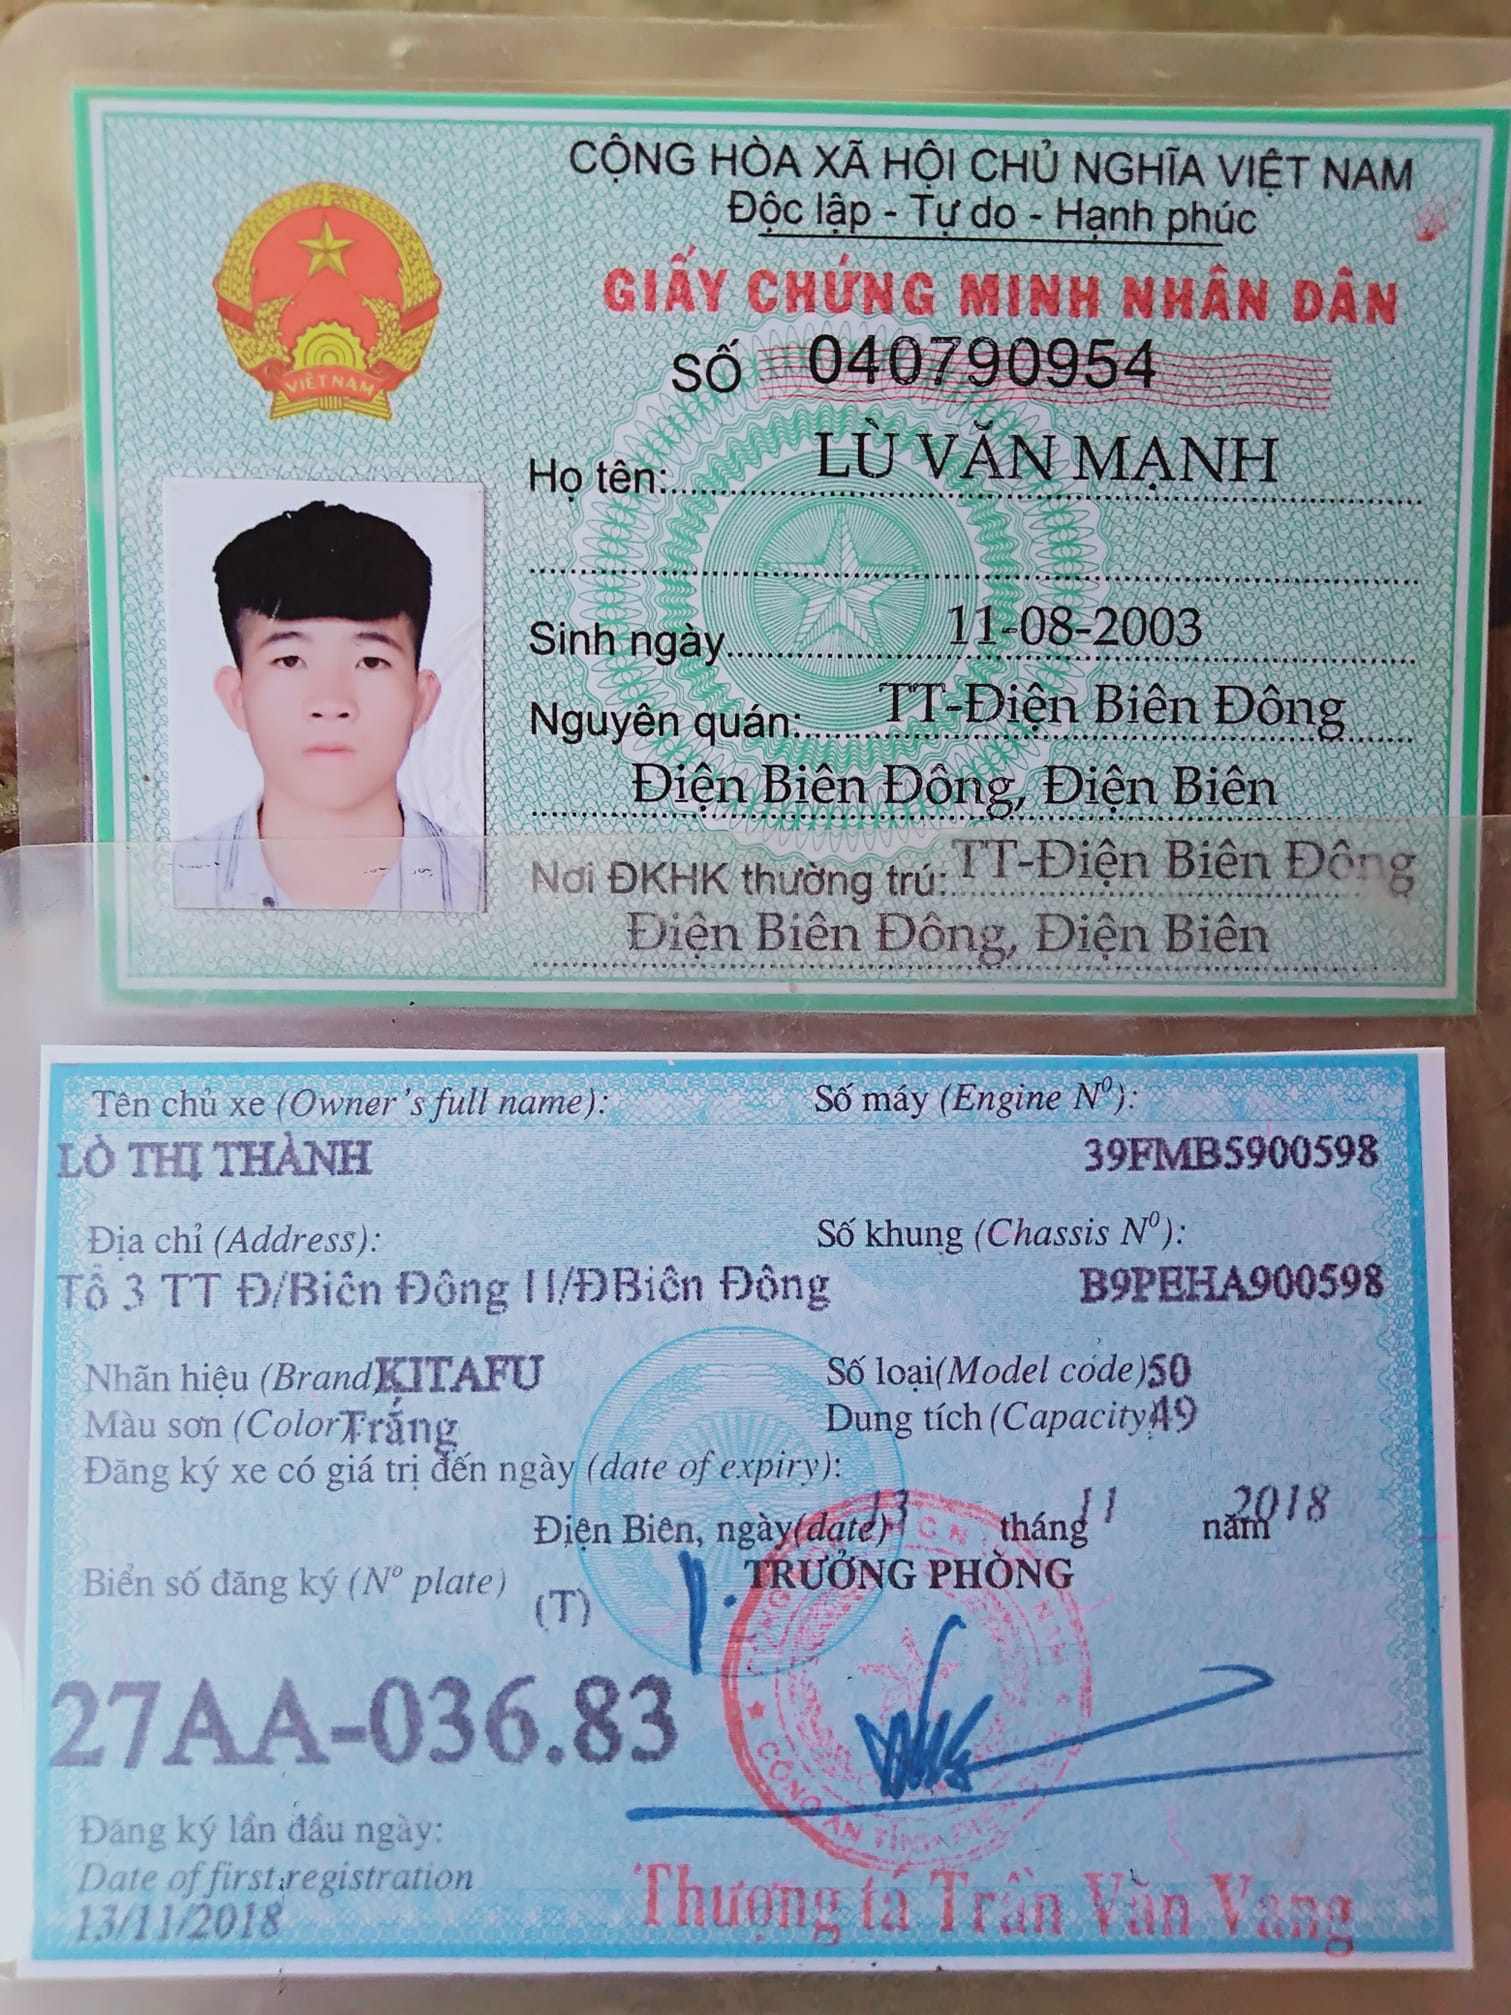 CỘNG HÒA XÃ HỘI CHỦ NGHĨA VIỆT NAM
Độc lập - Tự do - Hạnh phúc
GIẤY CHỨNG MINH NHÂN DÂN
SỐ 040790954
VIỆT NAM
Họ tên: LÙ VĂN MẠNH
Sinh ngày 11-08-2003
Nguyên quán: TT-Điện Biên Đông
Điện Biên Đông, Điện Biên
Nơi ĐKHK thường trú: TT-Điện Biên Đông
Điện Biên Đông, Điện Biên
Tên chủ xe (Owner's full name): Số máy (Engine Nº):
LÒ THỊ THÀNH 39FMB5900598
Địa chỉ (Address): Số khung (Chassis Nº):
Tổ 3 TT Đ/Biên Đông H/ĐBiên Đông B9PEHA900598
Nhãn hiệu (Brand) KITAFU Số loại (Model code) 50
Màu sơn (Color) Trắng Dung tích (Capacity) 49
Đăng ký xe có giá trị đến ngày (date of expiry):
Điện Biên, ngày (date) 13 tháng 11 năm 2018
Biển số đăng ký (Nº plate) (T) TRƯỞNG PHÒNG
27AA-036.83
CÔNG AN TỈNH
Đăng ký lần đầu ngày:
Date of first registration
13/11/2018
Thượng tá Trần Văn Vang